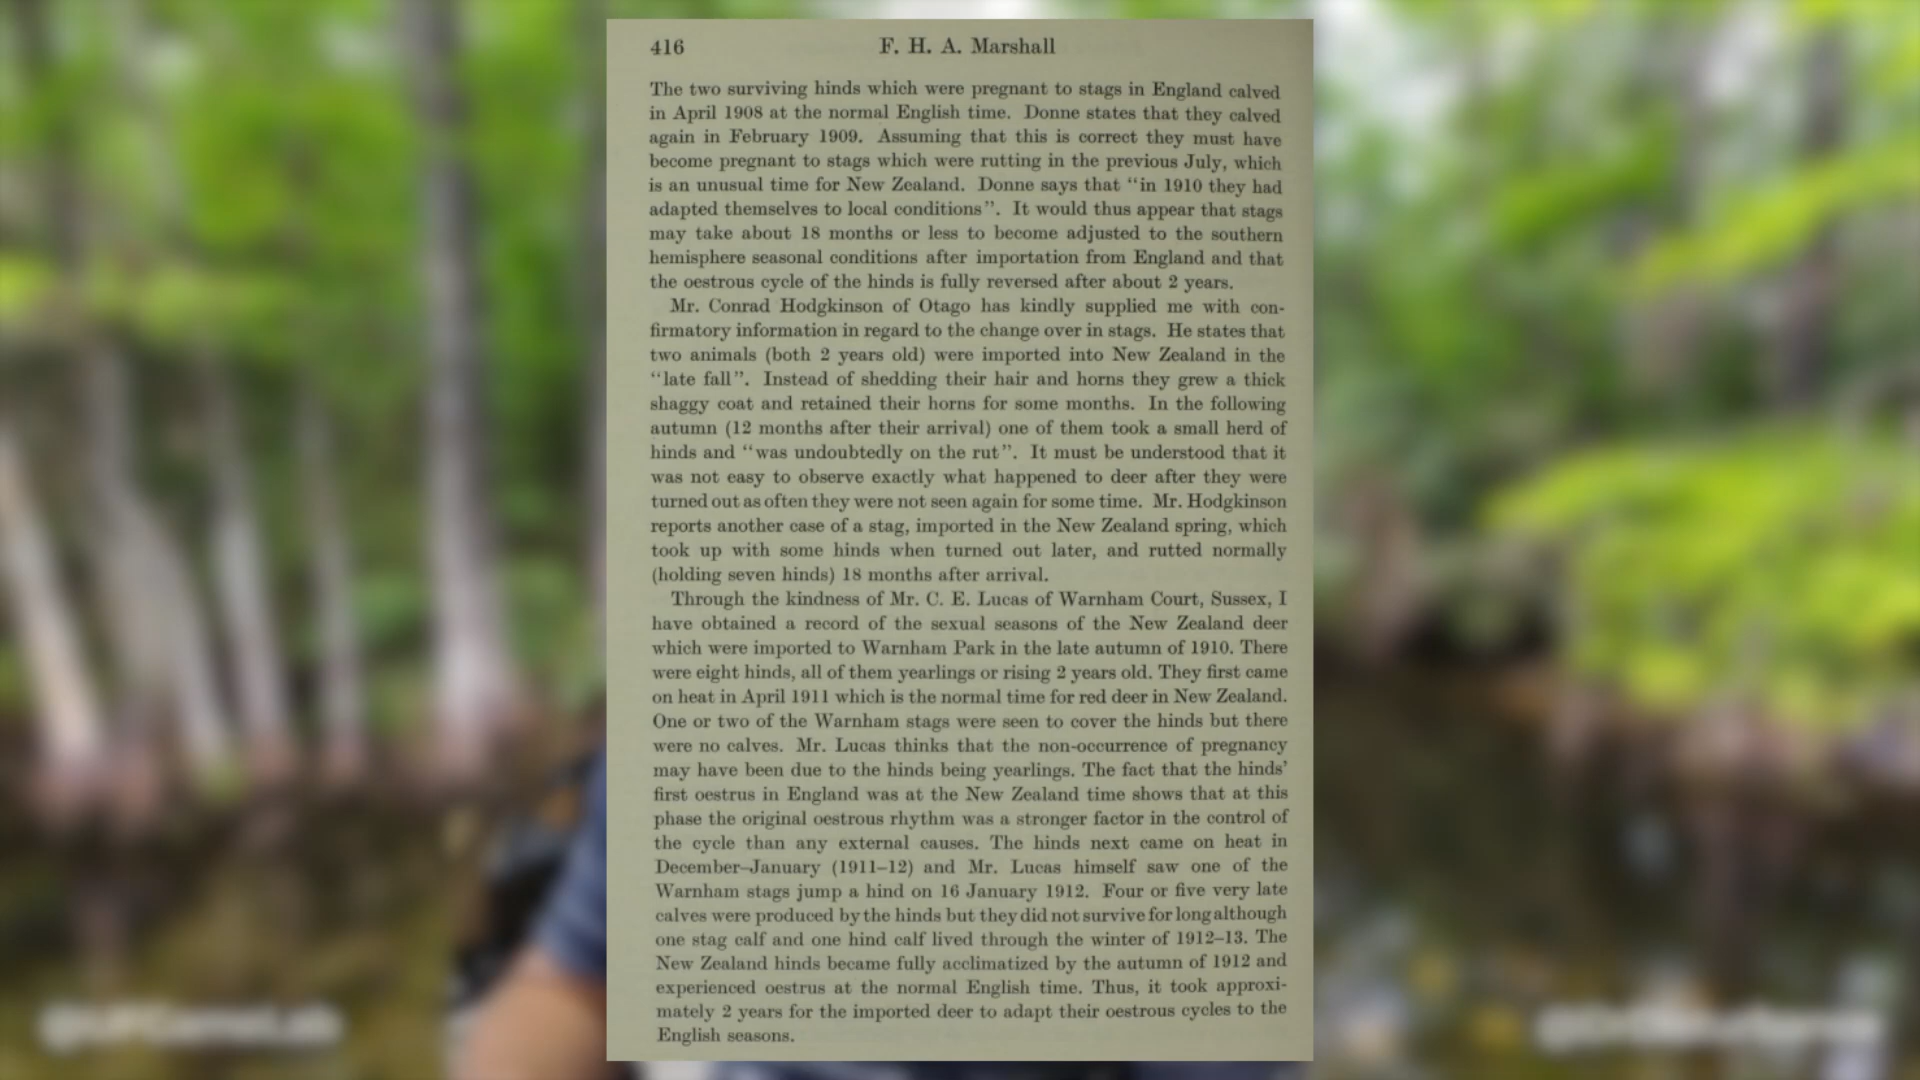 416
F. H. A. Marshall
The two surviving hinds which were pregnant to stags in England calved
in April 1908 at the normal English time. Donne states that they calved
again in February 1909. Assuming that this is correct they must have
become pregnant to stags which were rutting in the previous July, which
is an unusual time for New Zealand. Donne says that “in 1910 they had
adapted themselves to local conditions”. It would thus appear that stags
may take about 18 months or less to become adjusted to the southern
hemisphere seasonal conditions after importation from England and that
the oestrous cycle of the hinds is fully reversed after about 2 years.
Mr. Conrad Hodgkinson of Otago has kindly supplied me with con-
firmatory information in regard to the change over in stags. He states that
two animals (both 2 years old) were imported into New Zealand in the
“late fall”. Instead of shedding their hair and horns they grew a thick
shaggy coat and retained their horns for some months. In the following
autumn (12 months after their arrival) one of them took a small herd of
hinds and “was undoubtedly on the rut”. It must be understood that it
was not easy to observe exactly what happened to deer after they were
turned out as often they were not seen again for some time. Mr. Hodgkinson
reports another case of a stag, imported in the New Zealand spring, which
took up with some hinds when turned out later, and rutted normally
(holding seven hinds) 18 months after arrival.
Through the kindness of Mr. C. E. Lucas of Warnham Court, Sussex, I
have obtained a record of the sexual seasons of the New Zealand deer
which were imported to Warnham Park in the late autumn of 1910. There
were eight hinds, all of them yearlings or rising 2 years old. They first came
on heat in April 1911 which is the normal time for red deer in New Zealand.
One or two of the Warnham stags were seen to cover the hinds but there
were no calves. Mr. Lucas thinks that the non-occurrence of pregnancy
may have been due to the hinds being yearlings. The fact that the hinds’
first oestrus in England was at the New Zealand time shows that at this
phase the original oestrous rhythm was a stronger factor in the control of
the cycle than any external causes. The hinds next came on heat in
December–January (1911–12) and Mr. Lucas himself saw one of the
Warnham stags jump a hind on 16 January 1912. Four or five very late
calves were produced by the hinds but they did not survive for long although
one stag calf and one hind calf lived through the winter of 1912–13. The
New Zealand hinds became fully acclimatized by the autumn of 1912 and
experienced oestrus at the normal English time. Thus, it took approxi-
mately 2 years for the imported deer to adapt their oestrous cycles to the
English seasons.